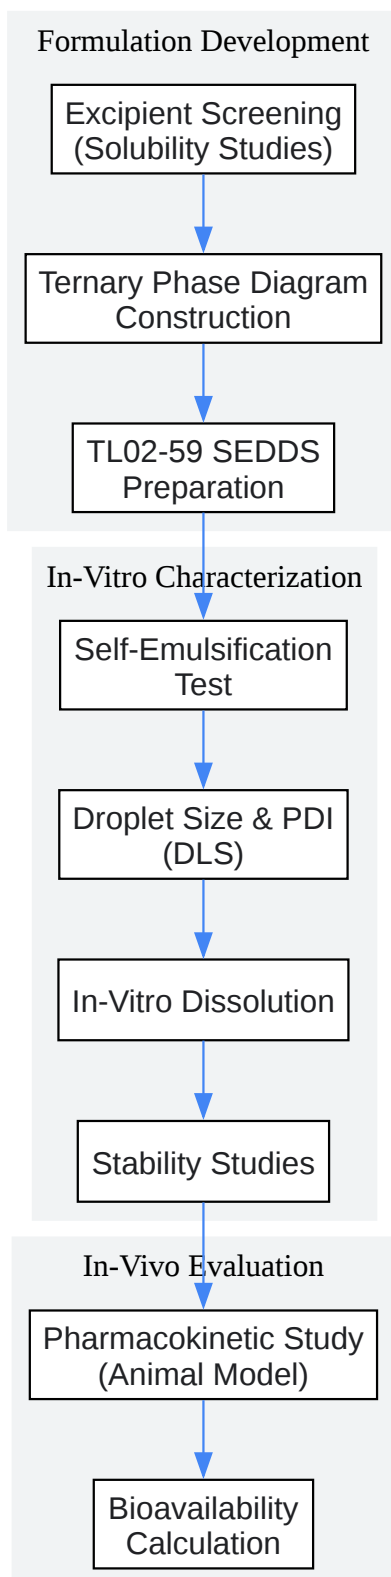 Formulation Development
Excipient Screening
(Solubility Studies)
Ternary Phase Diagram
Construction
TL02-59 SEDDS
Preparation
In-Vitro Characterization
Self-Emulsification
Test
Droplet Size & PDI
(DLS)
In-Vitro Dissolution
Stability Studies
In-Vivo Evaluation
Pharmacokinetic Study
(Animal Model)
Bioavailability
Calculation